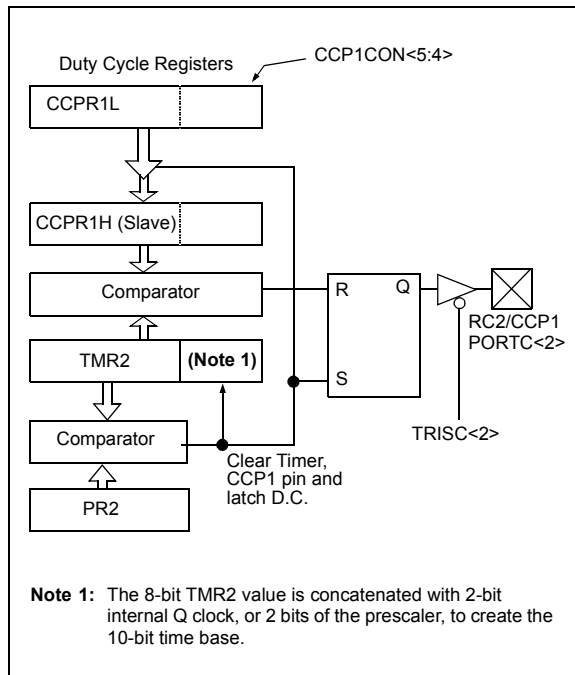 Duty Cycle Registers
CCP1CON<5:4>
CCPR1L
CCPR1H (Slave)
Comparator
R
Q
RC2/CCP1
PORTC<2>
TMR2
(Note 1)
S
TRISC<2>
Comparator
Clear Timer,
CCP1 pin and
latch D.C.
PR2
Note 1: The 8-bit TMR2 value is concatenated with 2-bit
internal Q clock, or 2 bits of the prescaler, to create the
10-bit time base.